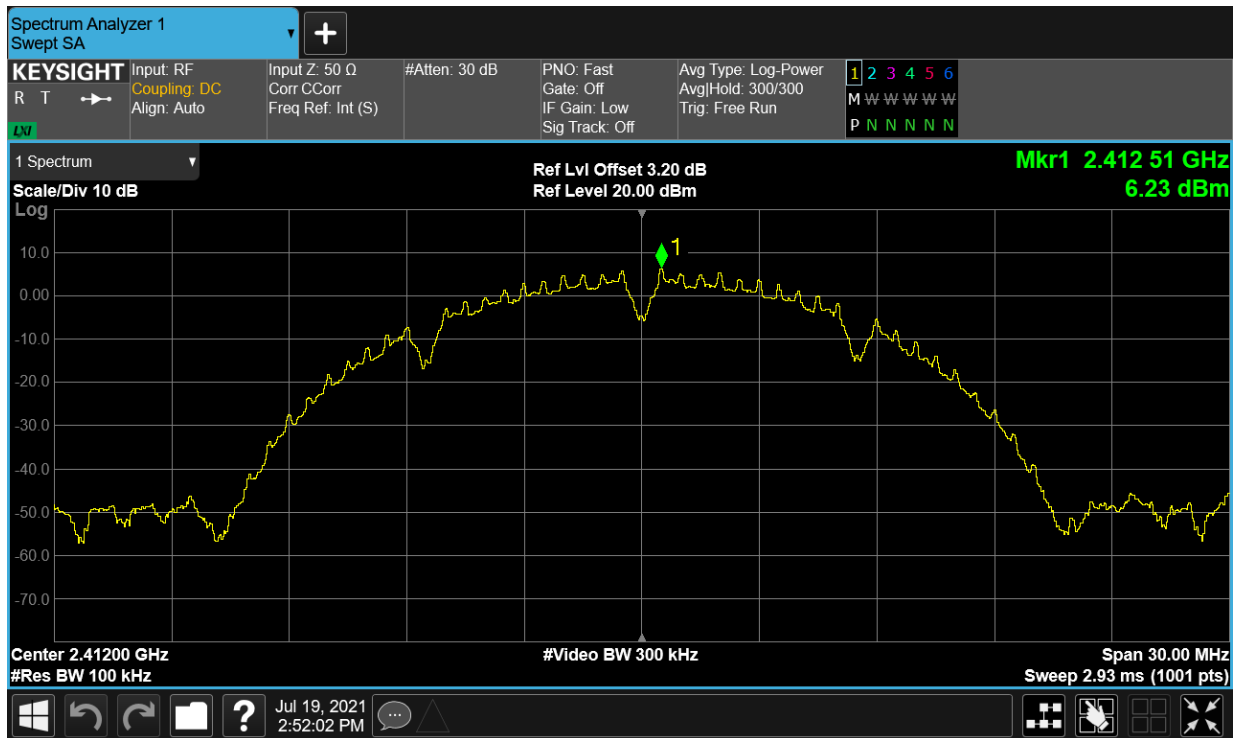 Spectrum Analyzer 1
Swept SA
▼
+
KEYSIGHT
R T
LXI
Input: RF
Coupling: DC
Align: Auto
Input Z: 50 Ω
Corr CCorr
Freq Ref: Int (S)
#Atten: 30 dB
PNO: Fast
Gate: Off
IF Gain: Low
Sig Track: Off
Avg Type: Log-Power
Avg|Hold: 300/300
Trig: Free Run
1 2 3 4 5 6
M W W W W W
P N N N N N
1 Spectrum ▼
Scale/Div 10 dB
Log
Ref Lvl Offset 3.20 dB
Ref Level 20.00 dBm
Mkr1 2.412 51 GHz
6.23 dBm
1
10.0
0.00
-10.0
-20.0
-30.0
-40.0
-50.0
-60.0
-70.0
Center 2.41200 GHz
#Res BW 100 kHz
#Video BW 300 kHz
Span 30.00 MHz
Sweep 2.93 ms (1001 pts)
?
Jul 19, 2021
2:52:02 PM
...